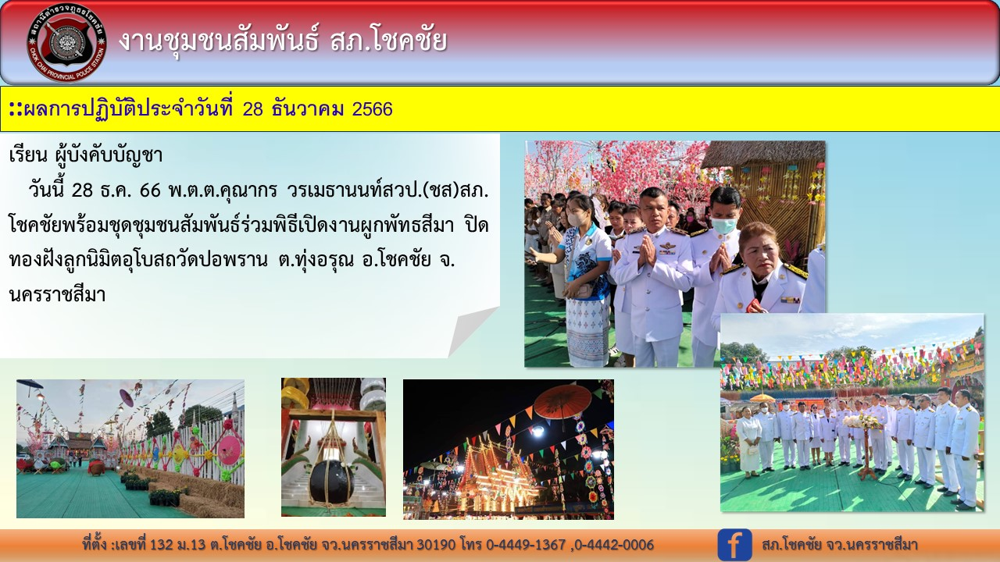 สถานีตำรวจภูธรโชคชัย
CHOK CHAI PROVINCIAL POLICE STATION
งานชุมชนสัมพันธ์ สภ.โชคชัย
::ผลการปฏิบัติประจำวันที่ 28 ธันวาคม 2566
เรียน ผู้บังคับบัญชา
วันนี้ 28 ธ.ค. 66 พ.ต.ต.คุณากร วรเมธานนท์สวป.(ชส)สภ.
โชคชัยพร้อมชุดชุมชนสัมพันธ์ร่วมพิธีเปิดงานผูกพัทธสีมา ปิด
ทองฝังลูกนิมิตอุโบสถวัดปอพราน ต.ทุ่งอรุณ อ.โชคชัย จ.
นครราชสีมา
ที่ตั้ง :เลขที่ 132 ม.13 ต.โชคชัย อ.โชคชัย จว.นครราชสีมา 30190 โทร 0-4449-1367 ,0-4442-0006
f สภ.โชคชัย จว.นครราชสีมา